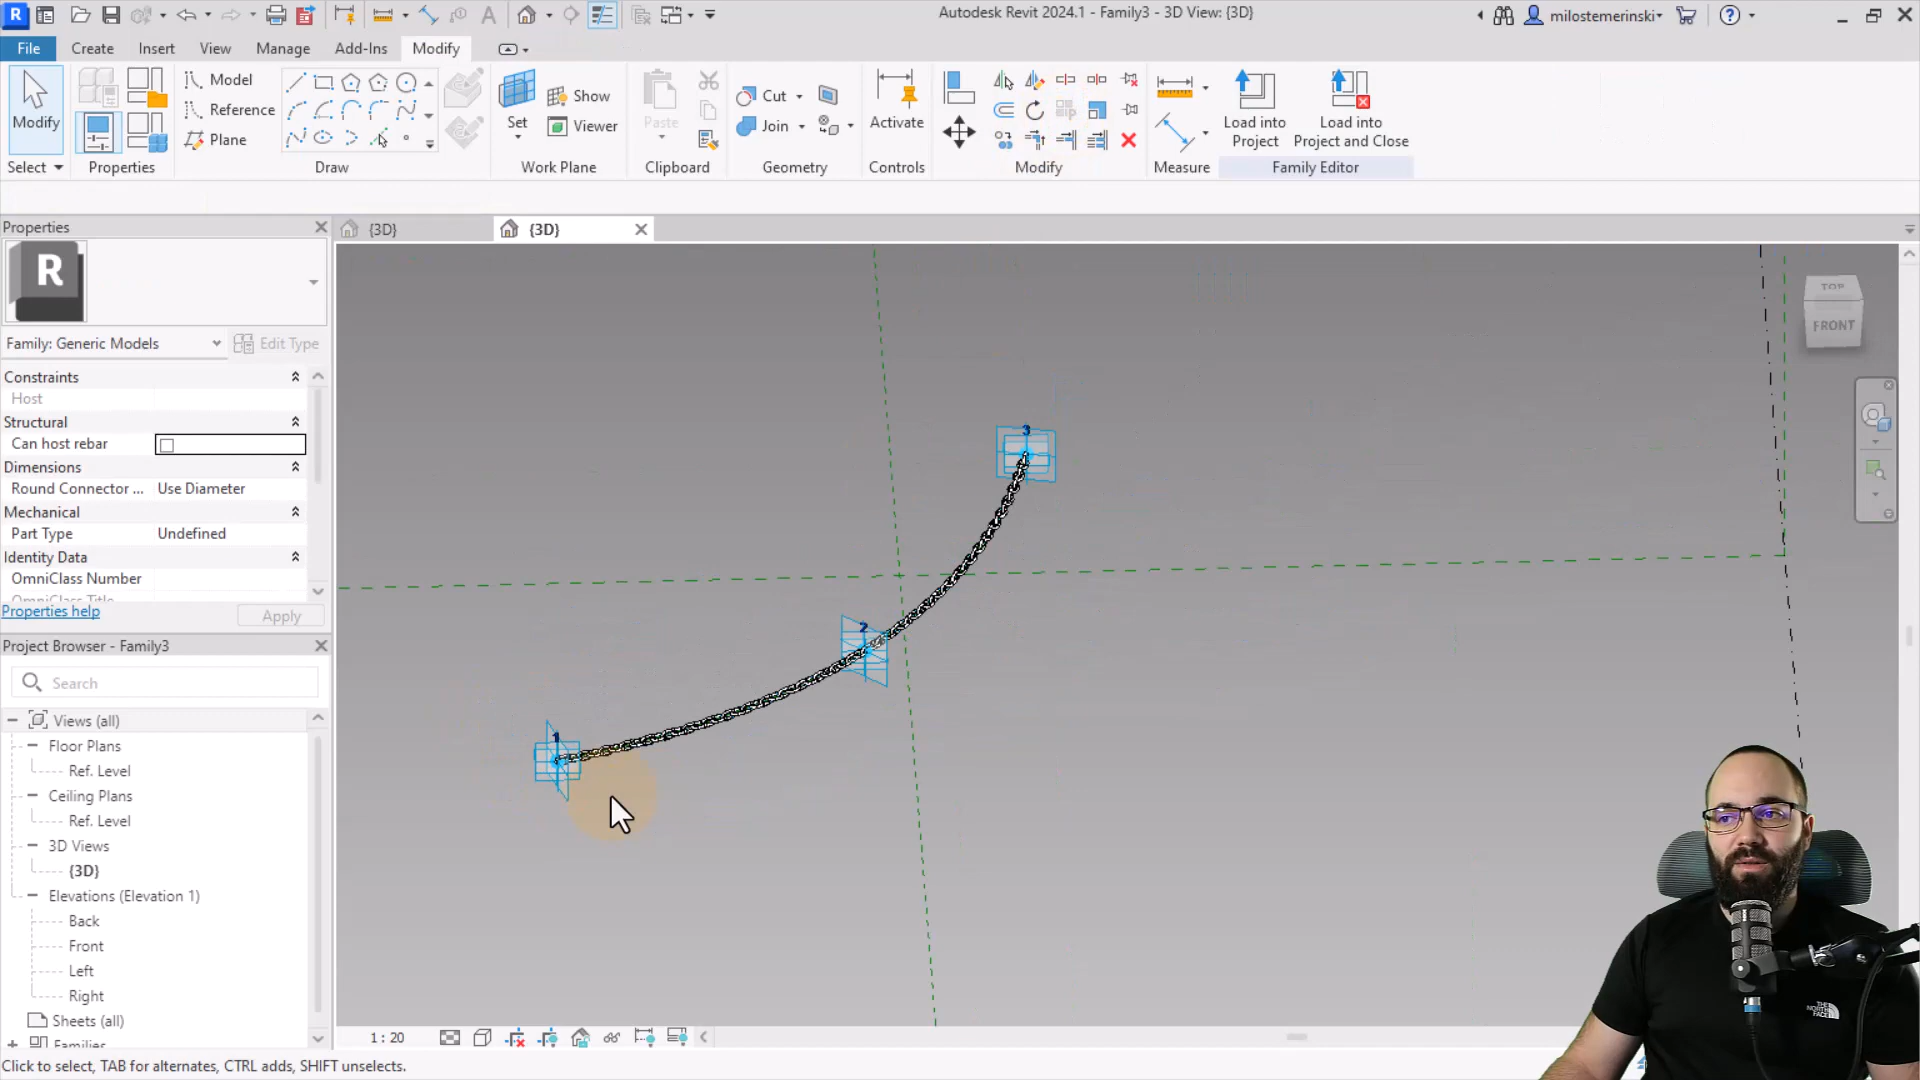 R
Autodesk Revit 2024.1 - Family3 - 3D View: {3D}
milostemerinski
File
Create
Insert
View
Manage
Add-Ins
Modify
Modify
Select
Properties
Model
Reference
Plane
Draw
Set
Show
Viewer
Work Plane
Paste
Clipboard
Cut
Join
Geometry
Activate
Controls
Modify
Measure
Load into
Project
Load into
Project and Close
Family Editor
Properties
{3D}
{3D}
R
Family: Generic Models
Edit Type
Constraints
Host
Structural
Can host rebar
Dimensions
Round Connector ... Use Diameter
Mechanical
Part Type Undefined
Identity Data
OmniClass Number
OmniClass Title
Properties help
Apply
Project Browser - Family3
Search
Views (all)
Floor Plans
Ref. Level
Ceiling Plans
Ref. Level
3D Views
{3D}
Elevations (Elevation 1)
Back
Front
Left
Right
Sheets (all)
Families
3
2
1
TOP
FRONT
1 : 20
Click to select, TAB for alternates, CTRL adds, SHIFT unselects.
THE
NORTH
FACE